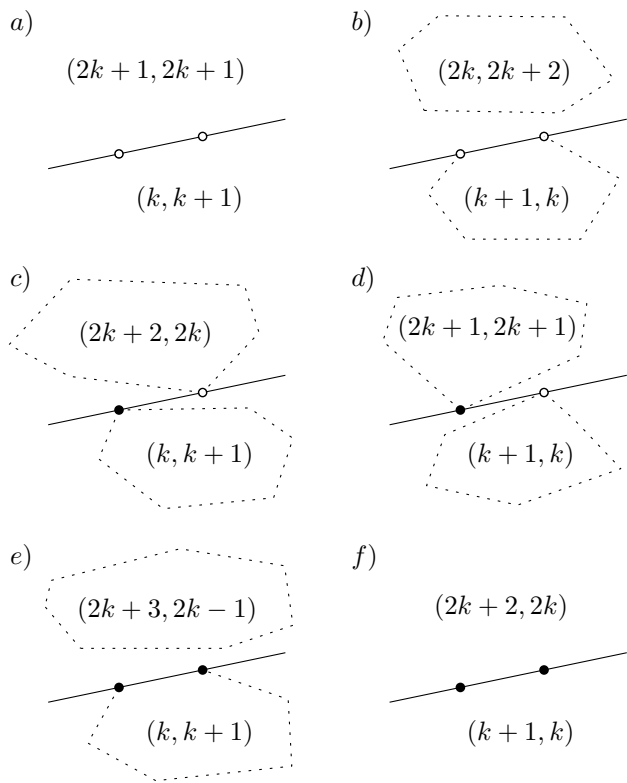 a) b)
(2k + 1, 2k + 1) (2k, 2k + 2)
(k, k + 1) (k + 1, k)
c) d)
(2k + 2, 2k) (2k + 1, 2k + 1)
(k, k + 1) (k + 1, k)
e) f)
(2k + 3, 2k − 1) (2k + 2, 2k)
(k, k + 1) (k + 1, k)